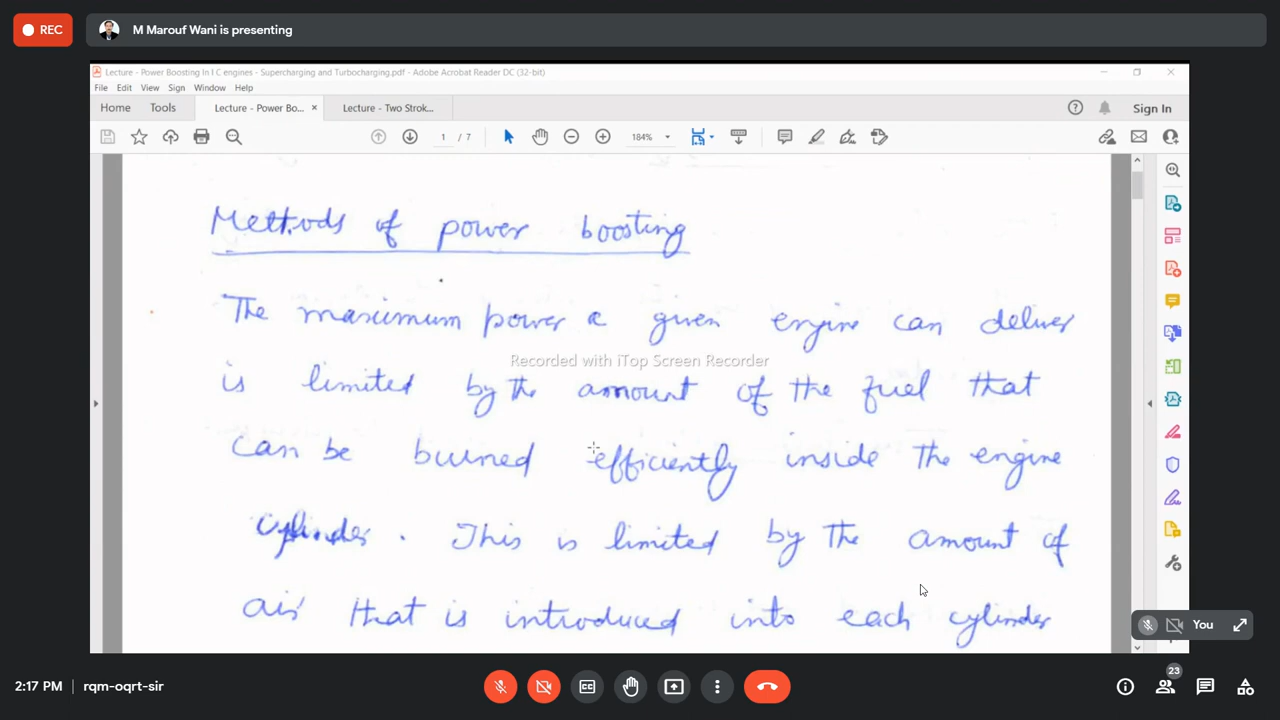 REC
M Marouf Wani is presenting
Lecture - Power Boosting In I C engines - Supercharging and Turbocharging.pdf - Adobe Acrobat Reader DC (32-bit)
File Edit View Sign Window Help
Home Tools Lecture - Power Bo... × Lecture - Two Strok... Sign In
1 / 7 184%
Methods of power boosting
The maximum power a given engine can deliver
Recorded with iTop Screen Recorder
is limited by the amount of the fuel that
can be burned efficiently inside the engine
cylinder. This is limited by the amount of
air that is introduced into each cylinder
You
23
2:17 PM | rqm-oqrt-sir